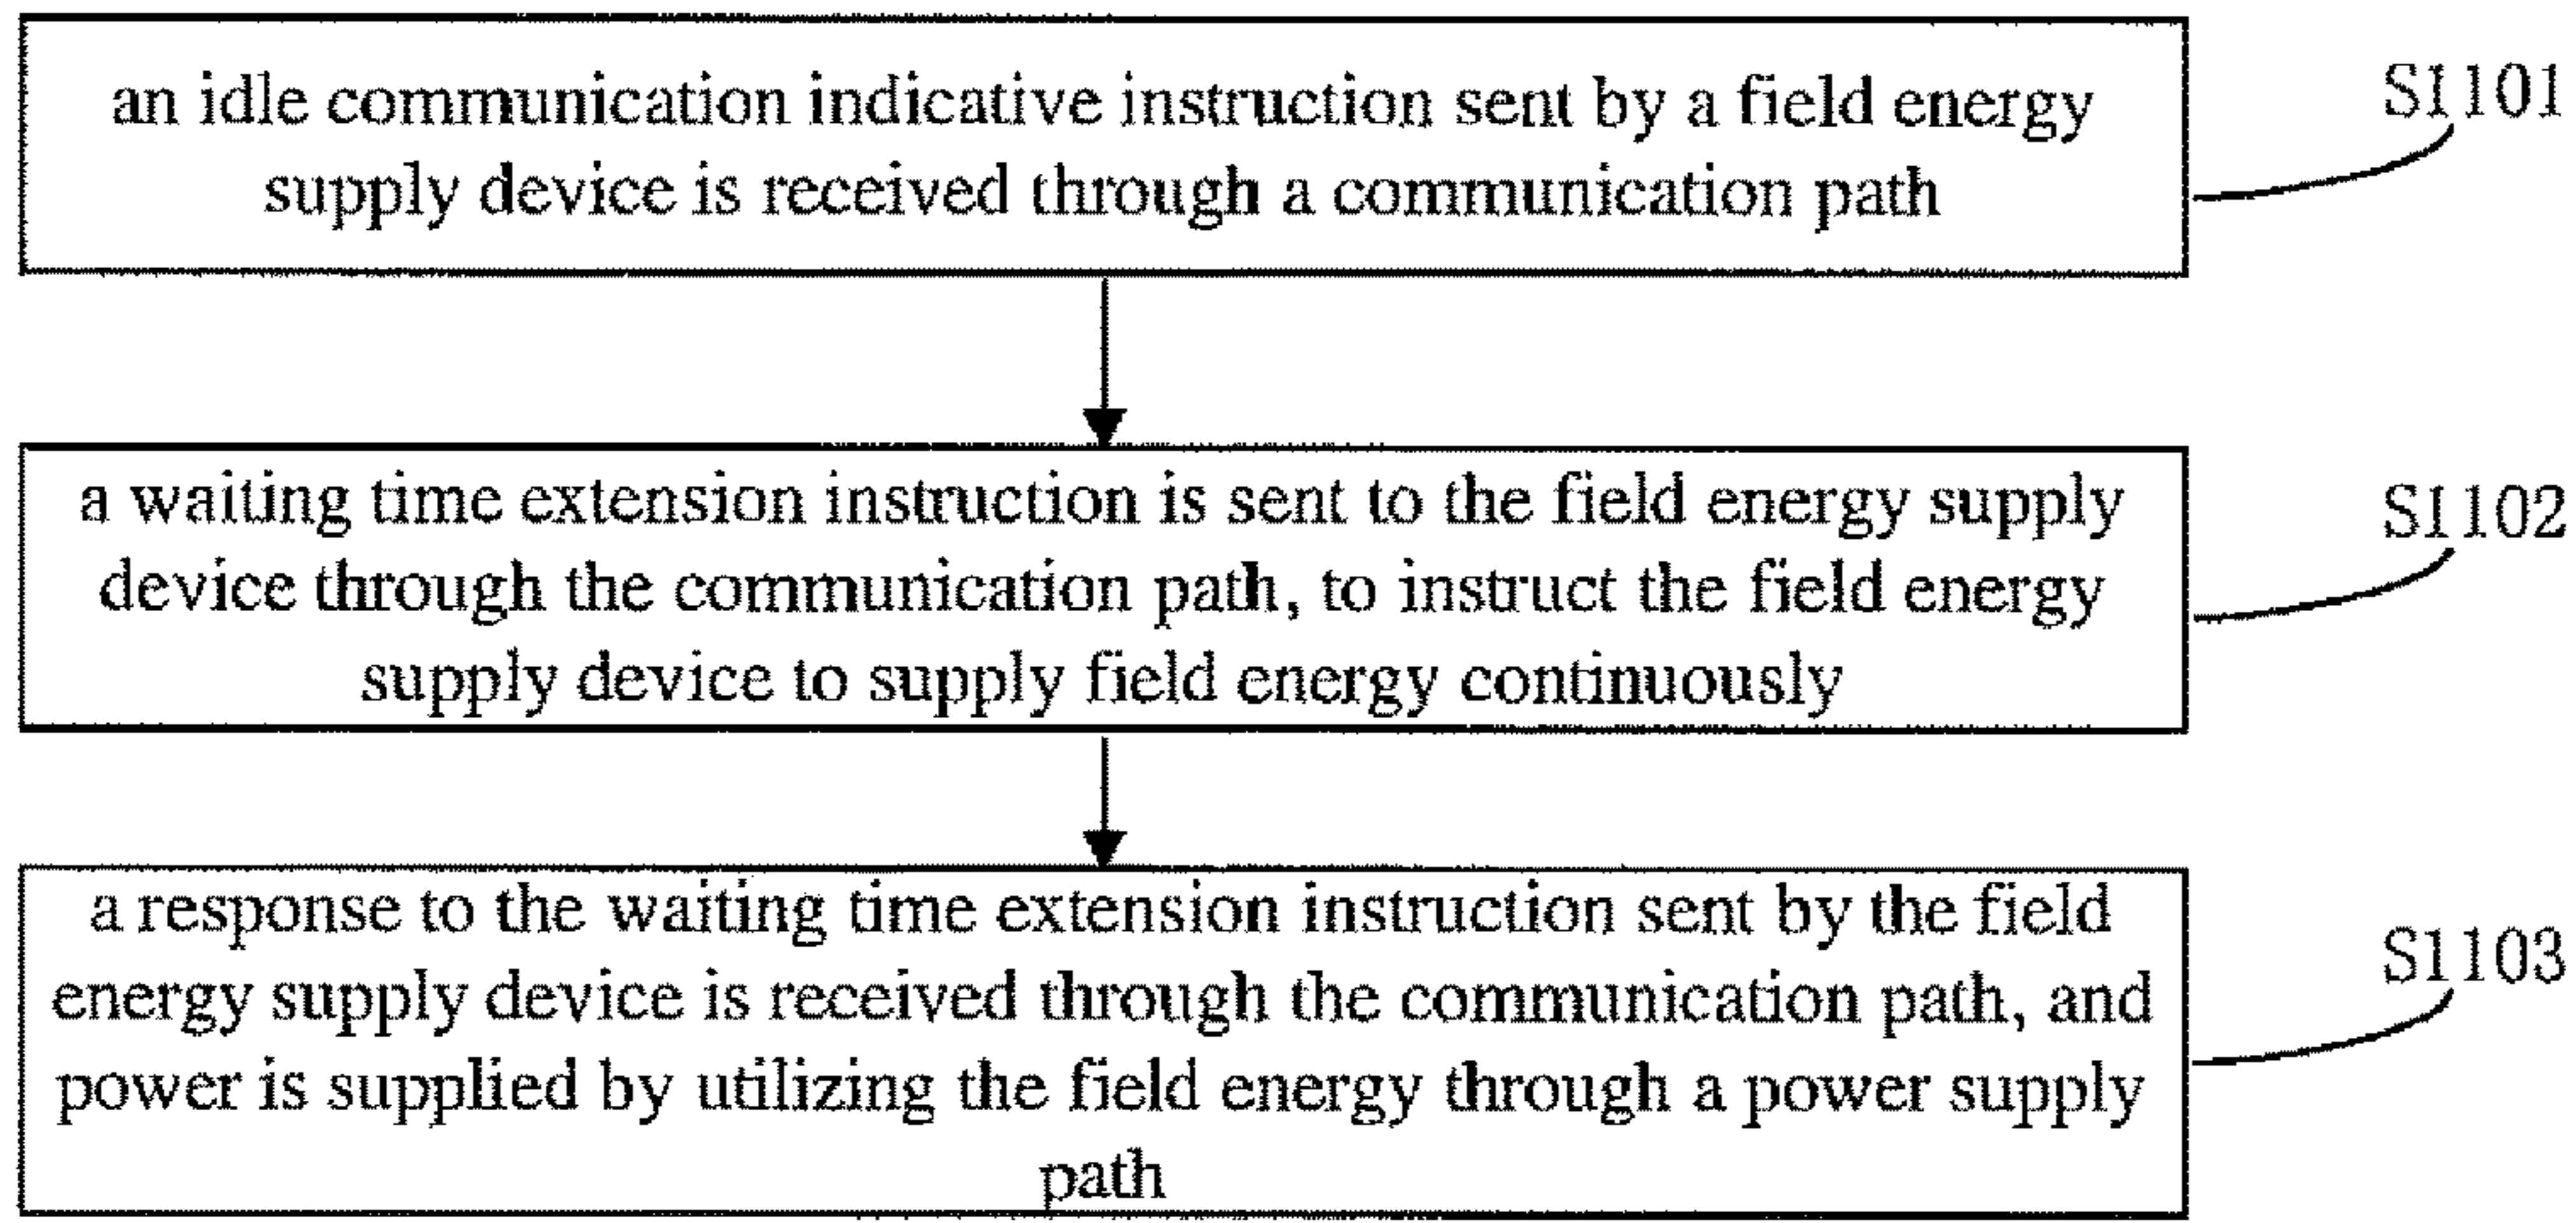 an idle communication indicative instruction sent by a field energy
supply device is received through a communication path
S1101
a waiting time extension instruction is sent to the field energy supply
device through the communication path, to instruct the field energy
supply device to supply field energy continuously
S1102
a response to the waiting time extension instruction sent by the field
energy supply device is received through the communication path, and
power is supplied by utilizing the field energy through a power supply
path
S1103